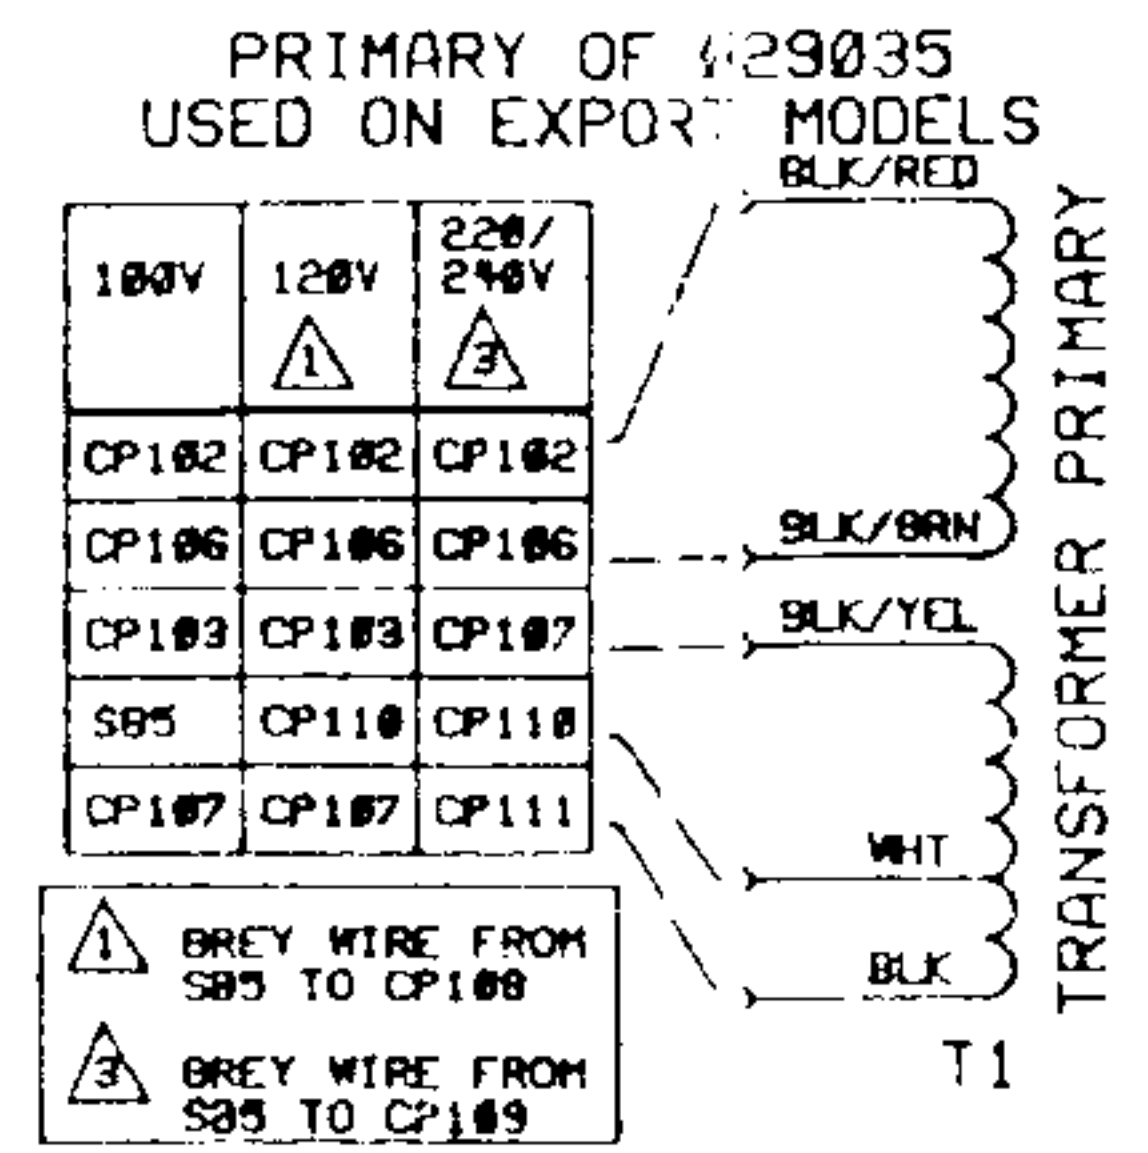 PRIMARY OF #29035
USED ON EXPORT MODELS
100V 120V 220/
240V
1 3
CP102 CP102 CP102
CP106 CP106 CP106
CP103 CP103 CP107
S05 CP110 CP110
CP107 CP107 CP111
BLK/RED
BLK/BRN
BLK/YEL
WHT
BLK
TRANSFORMER PRIMARY
T1
1 GREY WIRE FROM
S05 TO CP108
3 GREY WIRE FROM
S05 TO CP109